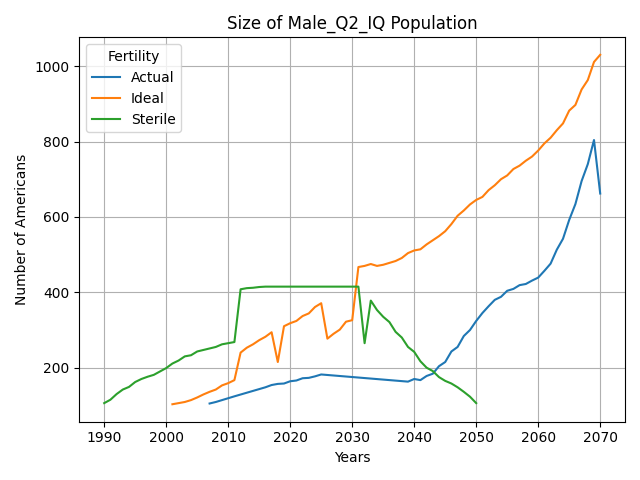 Size of Male_Q2_IQ Population
Fertility
Actual
Ideal
Sterile
Number of Americans
1000
800
600
400
200
1990 2000 2010 2020 2030 2040 2050 2060 2070
Years